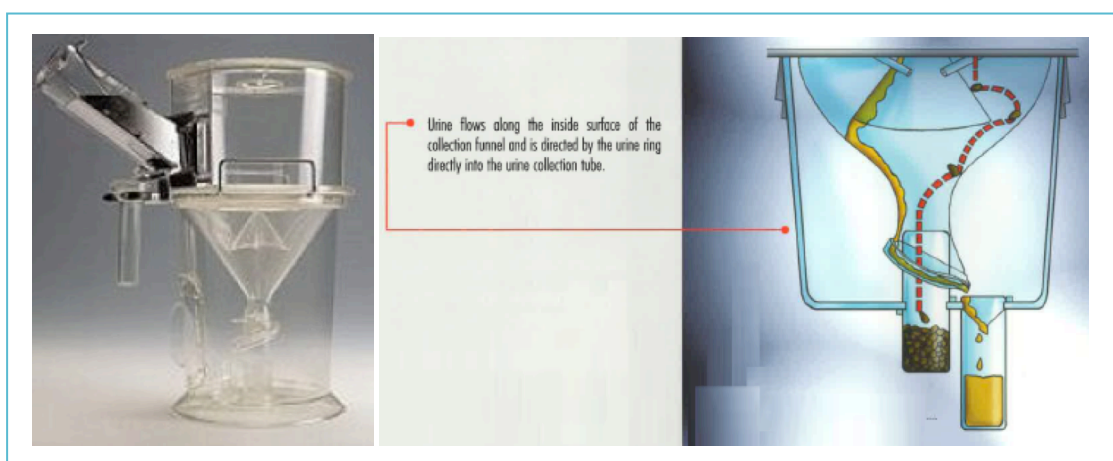 Urine flows along the inside surface of the
collection funnel and is directed by the urine ring
directly into the urine collection tube.